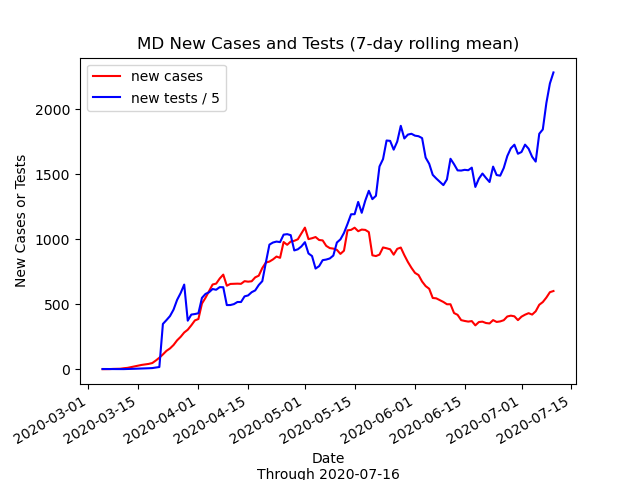 MD New Cases and Tests (7-day rolling mean)
new cases
new tests / 5
New Cases or Tests
2000
1500
1000
500
0
2020-03-01
2020-03-15
2020-04-01
2020-04-15
2020-05-01
2020-05-15
2020-06-01
2020-06-15
2020-07-01
2020-07-15
Date
Through 2020-07-16